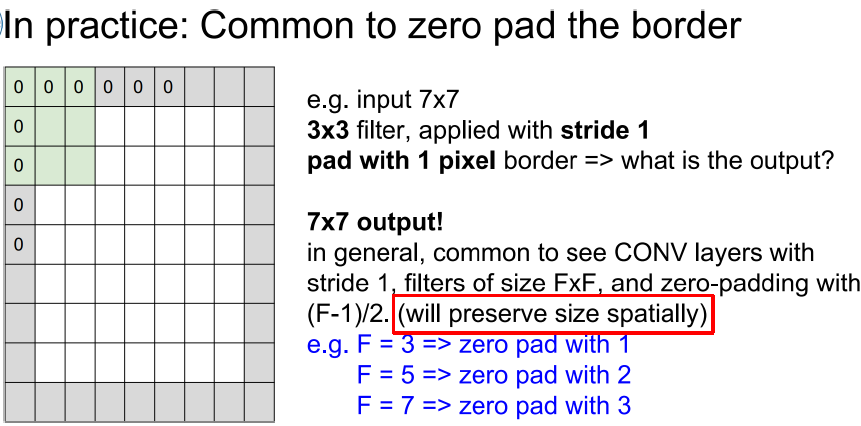 In practice: Common to zero pad the border
0 0 0 0 0 0
0
0
0
0
e.g. input 7x7
3x3 filter, applied with stride 1
pad with 1 pixel border => what is the output?
7x7 output!
in general, common to see CONV layers with
stride 1, filters of size FxF, and zero-padding with
(F-1)/2. (will preserve size spatially)
e.g. F = 3 => zero pad with 1
F = 5 => zero pad with 2
F = 7 => zero pad with 3